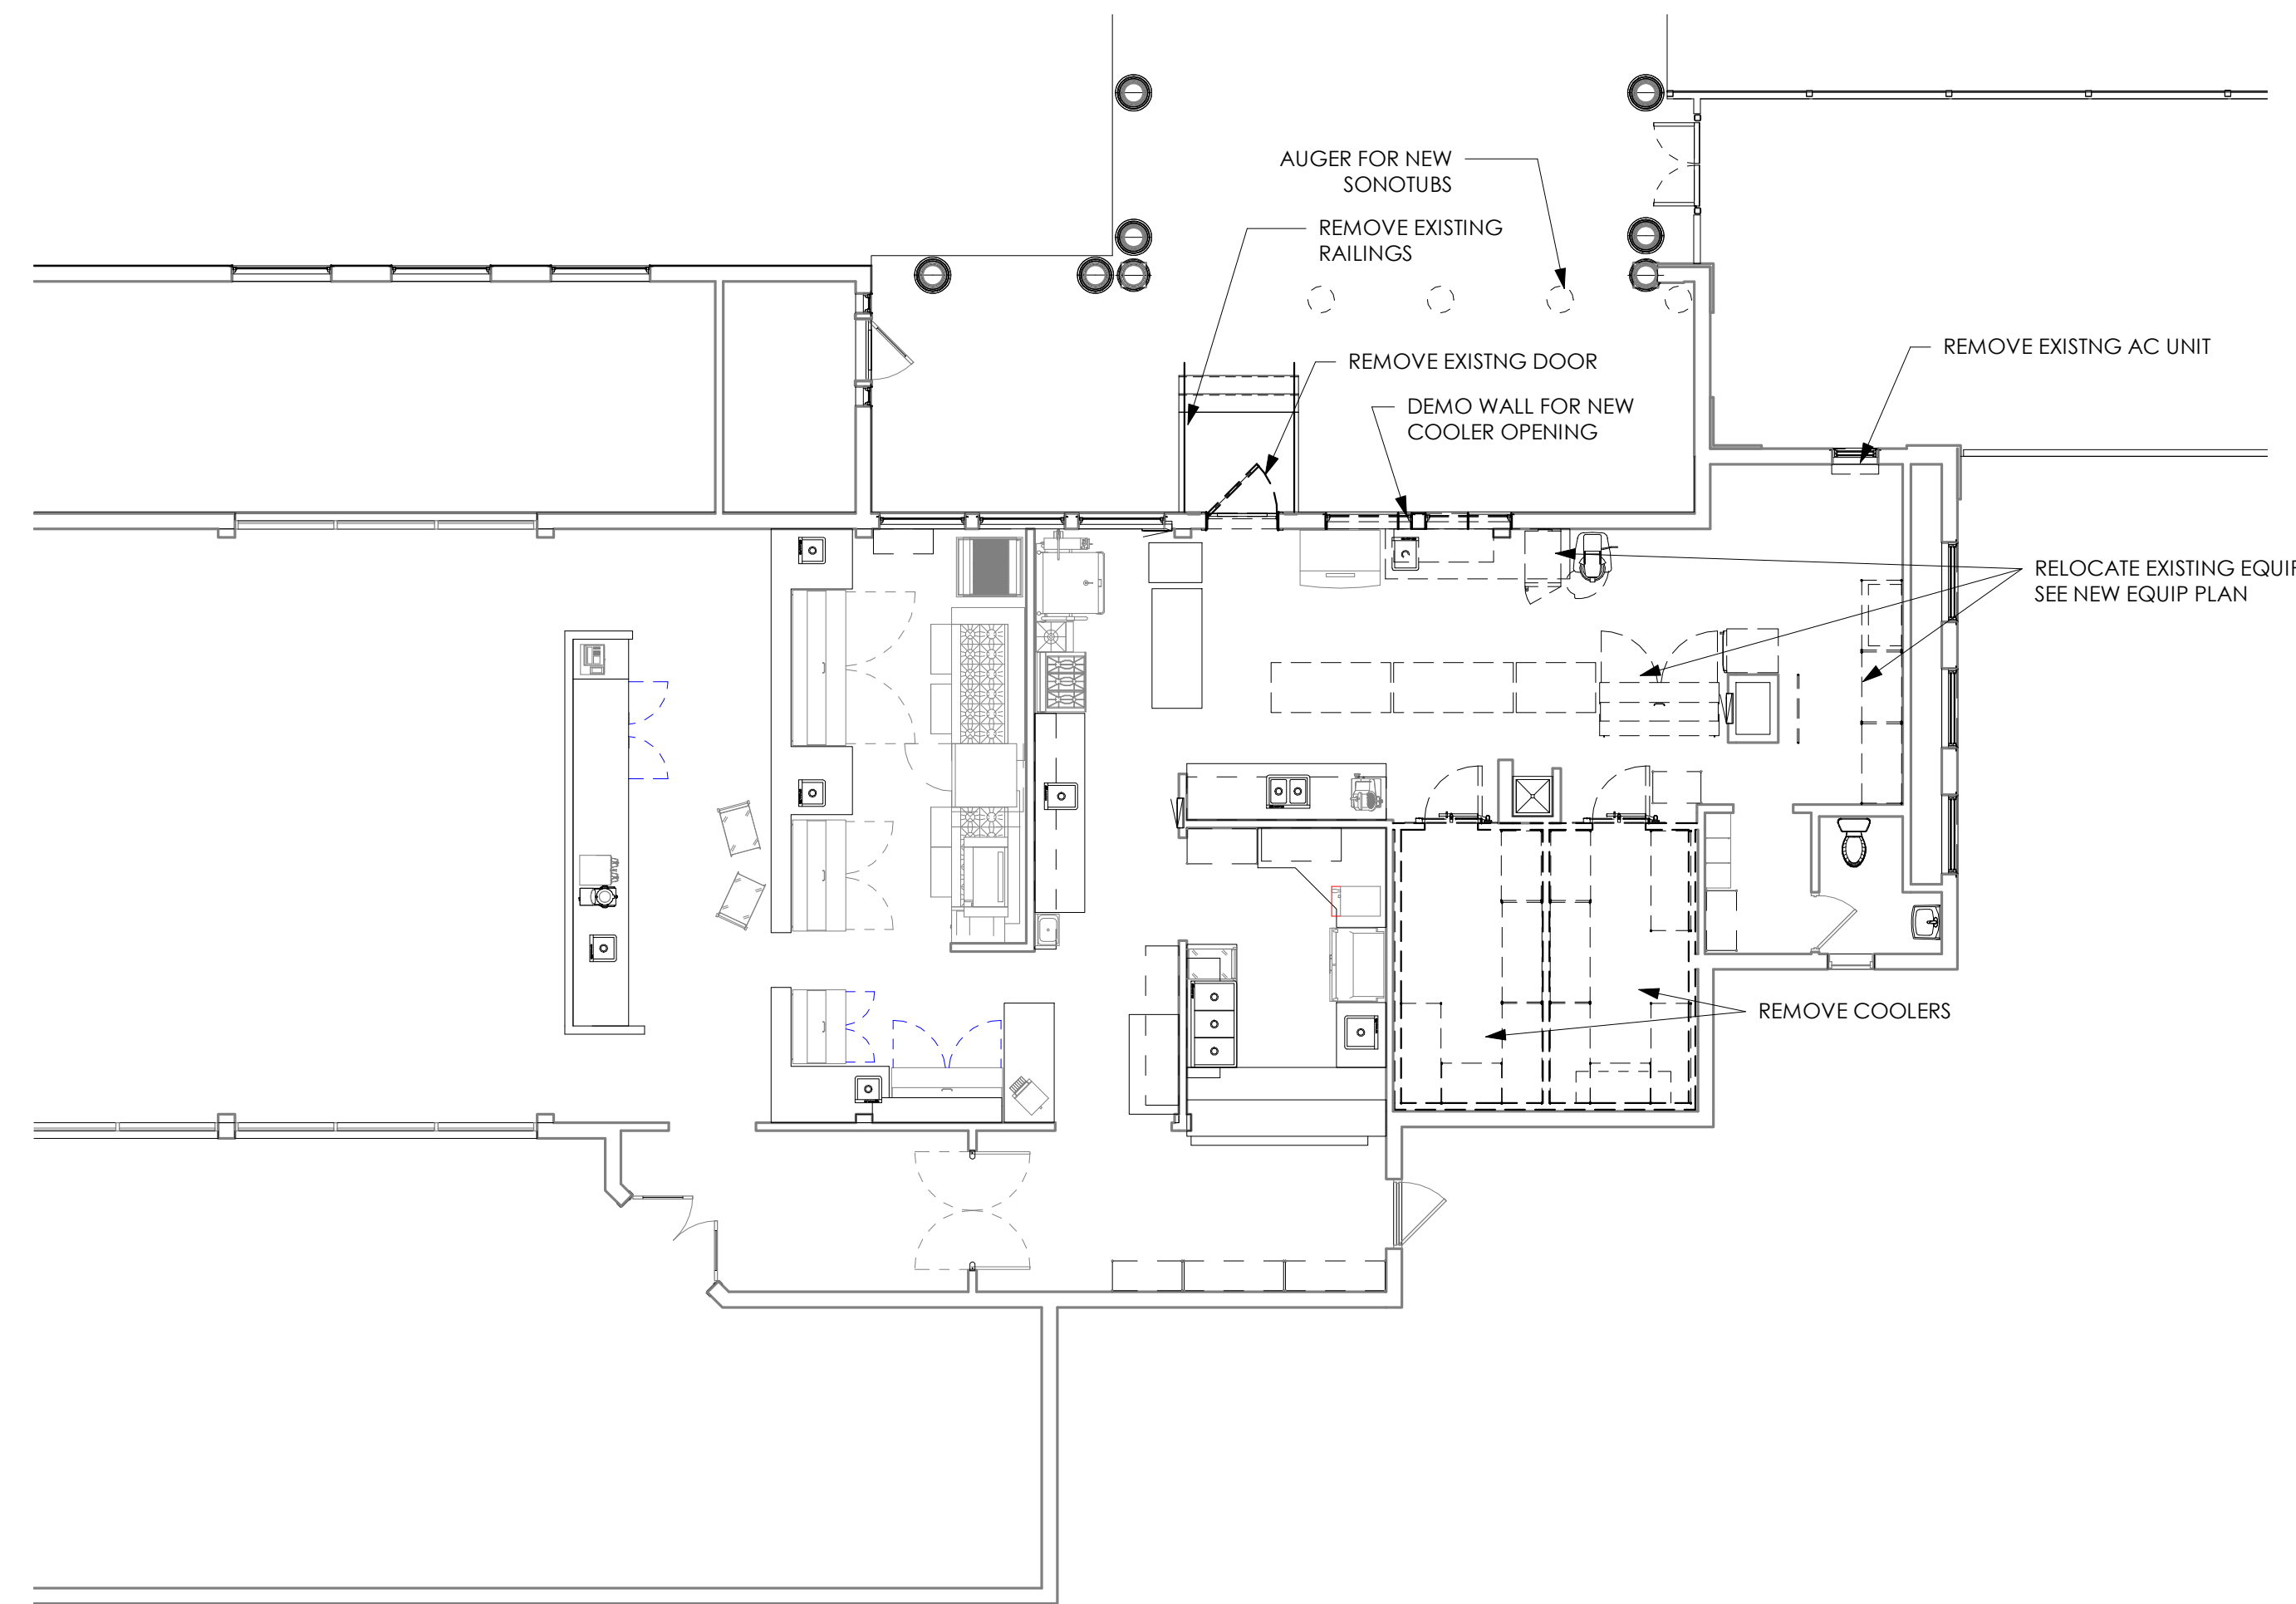 AUGER FOR NEW
SONOTUBS
REMOVE EXISTING
RAILINGS
REMOVE EXISTNG AC UNIT
REMOVE EXISTNG DOOR
DEMO WALL FOR NEW
COOLER OPENING
RELOCATE EXISTING EQUIP
SEE NEW EQUIP PLAN
REMOVE COOLERS